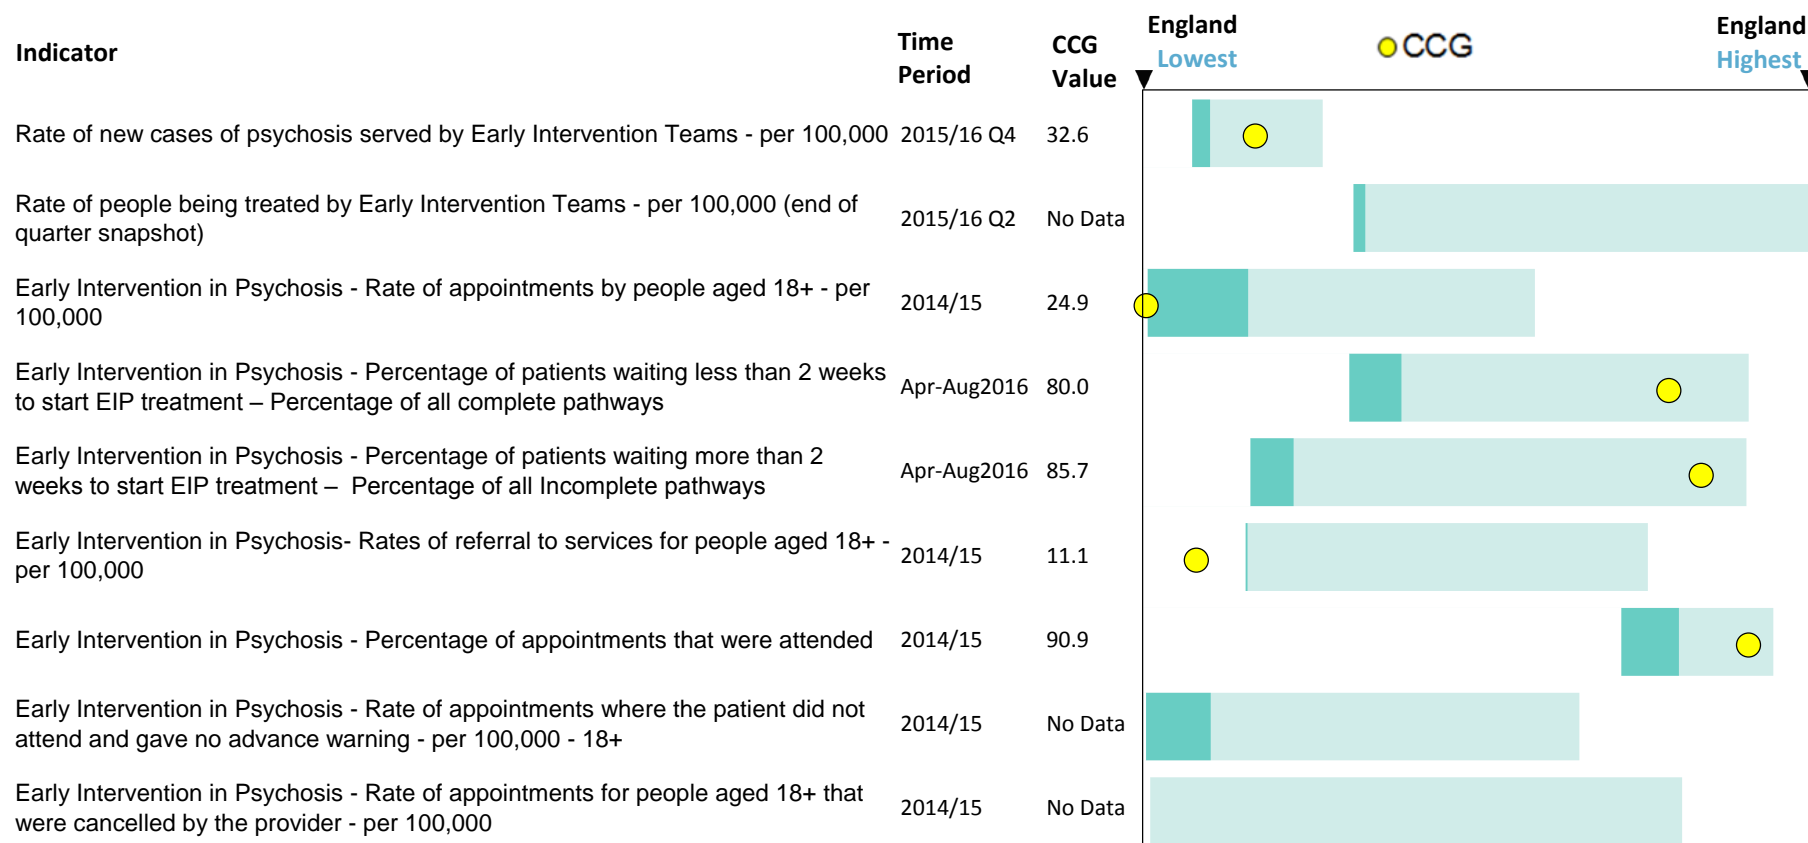 Indicator
Time Period
CCG Value
England Lowest
CCG
England Highest
Rate of new cases of psychosis served by Early Intervention Teams - per 100,000 2015/16 Q4 32.6
Rate of people being treated by Early Intervention Teams - per 100,000 (end of
quarter snapshot)
2015/16 Q2 No Data
Early Intervention in Psychosis - Rate of appointments by people aged 18+ - per
100,000
2014/15 24.9
Early Intervention in Psychosis - Percentage of patients waiting less than 2 weeks
to start EIP treatment – Percentage of all complete pathways
Apr-Aug2016 80.0
Early Intervention in Psychosis - Percentage of patients waiting more than 2
weeks to start EIP treatment –  Percentage of all Incomplete pathways
Apr-Aug2016 85.7
Early Intervention in Psychosis- Rates of referral to services for people aged 18+ -
per 100,000
2014/15 11.1
Early Intervention in Psychosis - Percentage of appointments that were attended 2014/15 90.9
Early Intervention in Psychosis - Rate of appointments where the patient did not
attend and gave no advance warning - per 100,000 - 18+
2014/15 No Data
Early Intervention in Psychosis - Rate of appointments for people aged 18+ that
were cancelled by the provider - per 100,000
2014/15 No Data